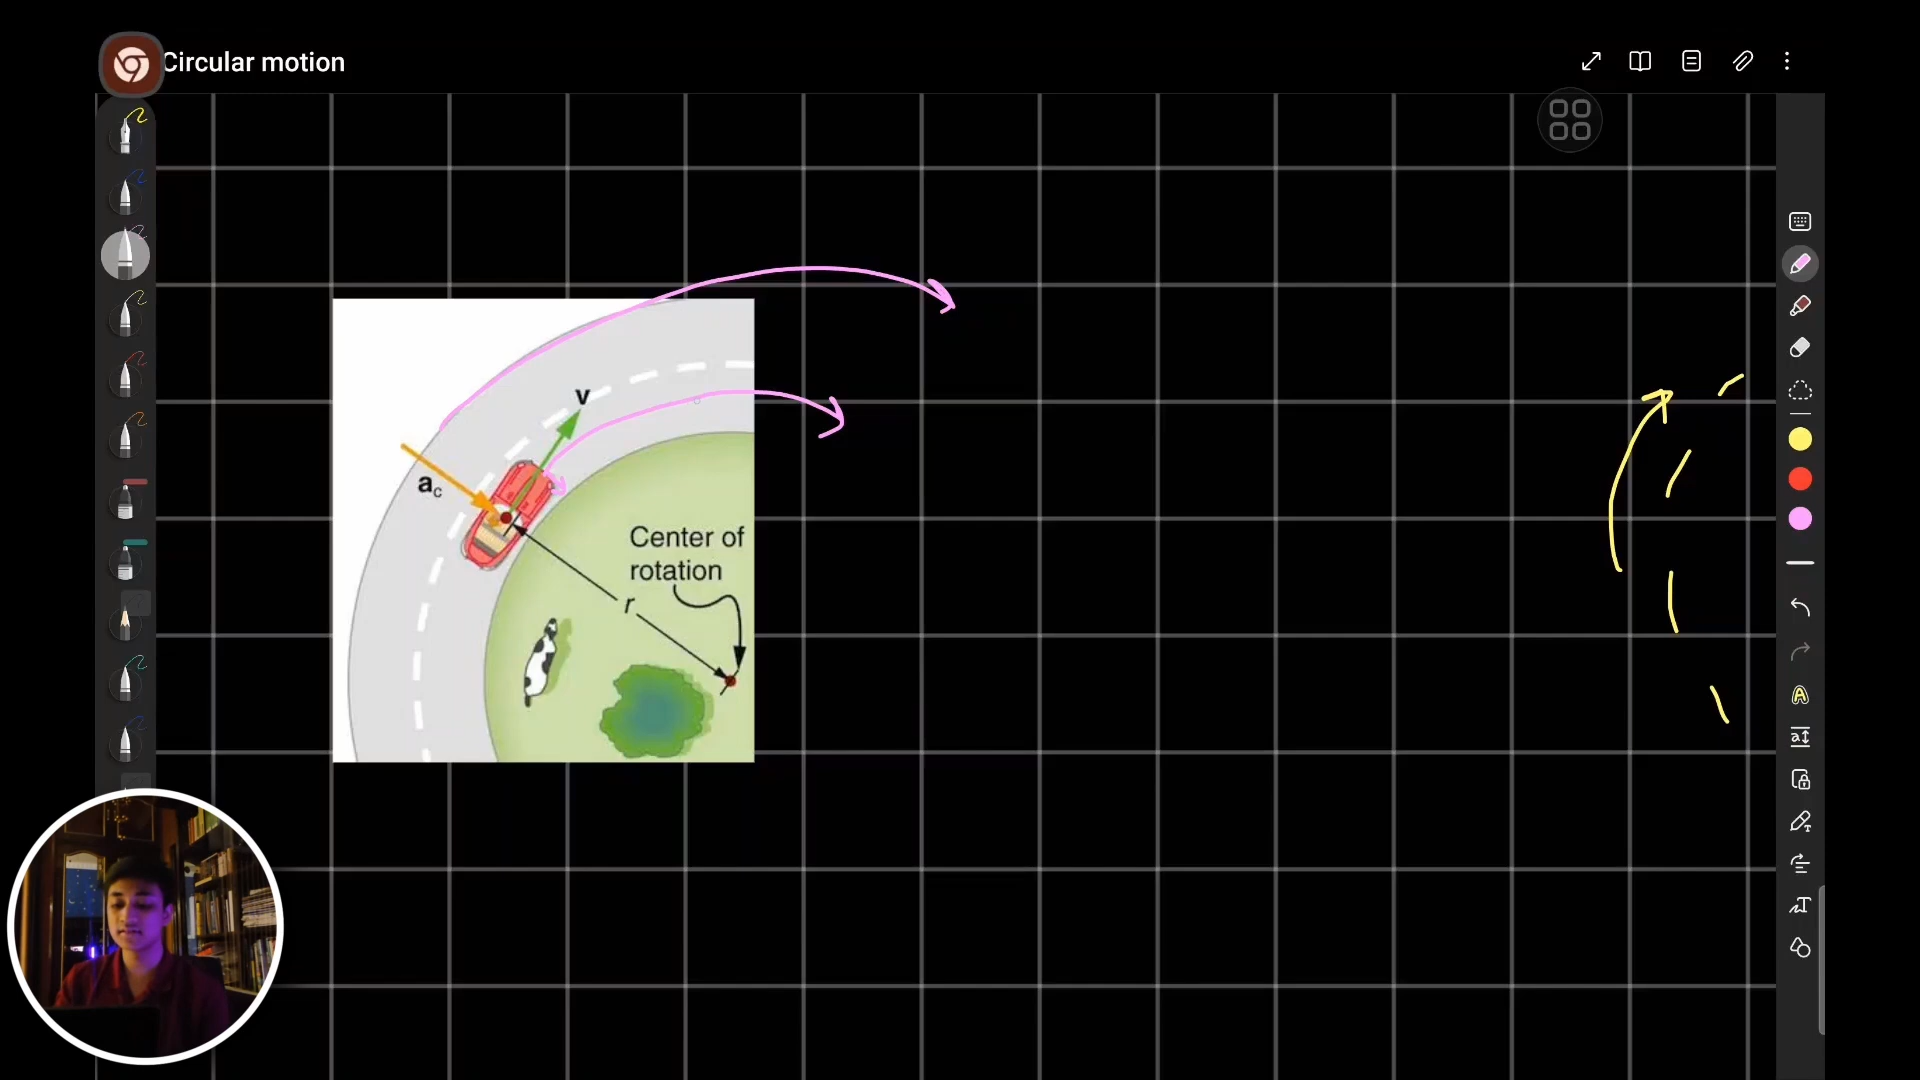 Circular motion
v
ac
Center of
rotation
r